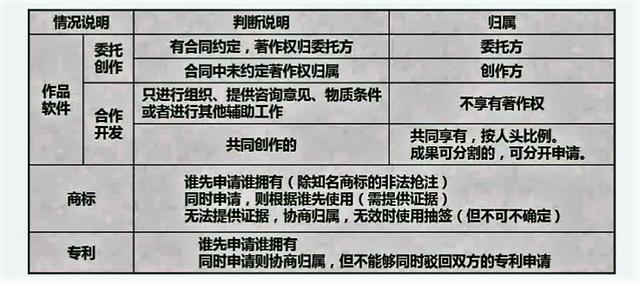 情况说明 判断说明 归属
作品软件 委托创作 有合同约定，著作权归委托方 委托方
合同中未约定著作权归属 创作方
合作开发 只进行组织、提供咨询意见、物质条件
或者进行其他辅助工作 不享有著作权
共同创作的 共同享有，按人头比例。
成果可分割的，可分开申请。
商标 谁先申请谁拥有（除知名商标的非法抢注）
同时申请，则根据谁先使用（需提供证据）
无法提供证据，协商归属，无效时使用抽签（但不可不确定）
专利 谁先申请谁拥有
同时申请则协商归属，但不能够同时驳回双方的专利申请